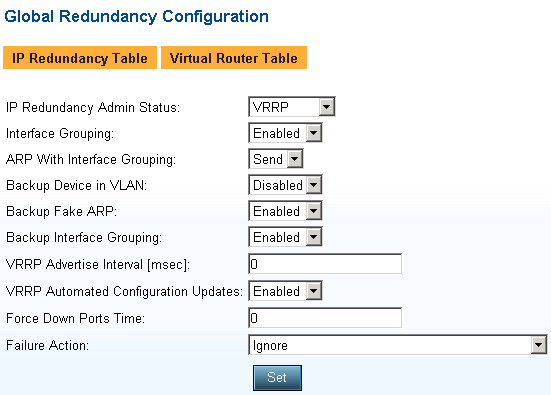 Global Redundancy Configuration
IP Redundancy Table Virtual Router Table
IP Redundancy Admin Status: VRRP
Interface Grouping: Enabled
ARP With Interface Grouping: Send
Backup Device in VLAN: Disabled
Backup Fake ARP: Enabled
Backup Interface Grouping: Enabled
VRRP Advertise Interval [msec]: 0
VRRP Automated Configuration Updates: Enabled
Force Down Ports Time: 0
Failure Action: Ignore
Set